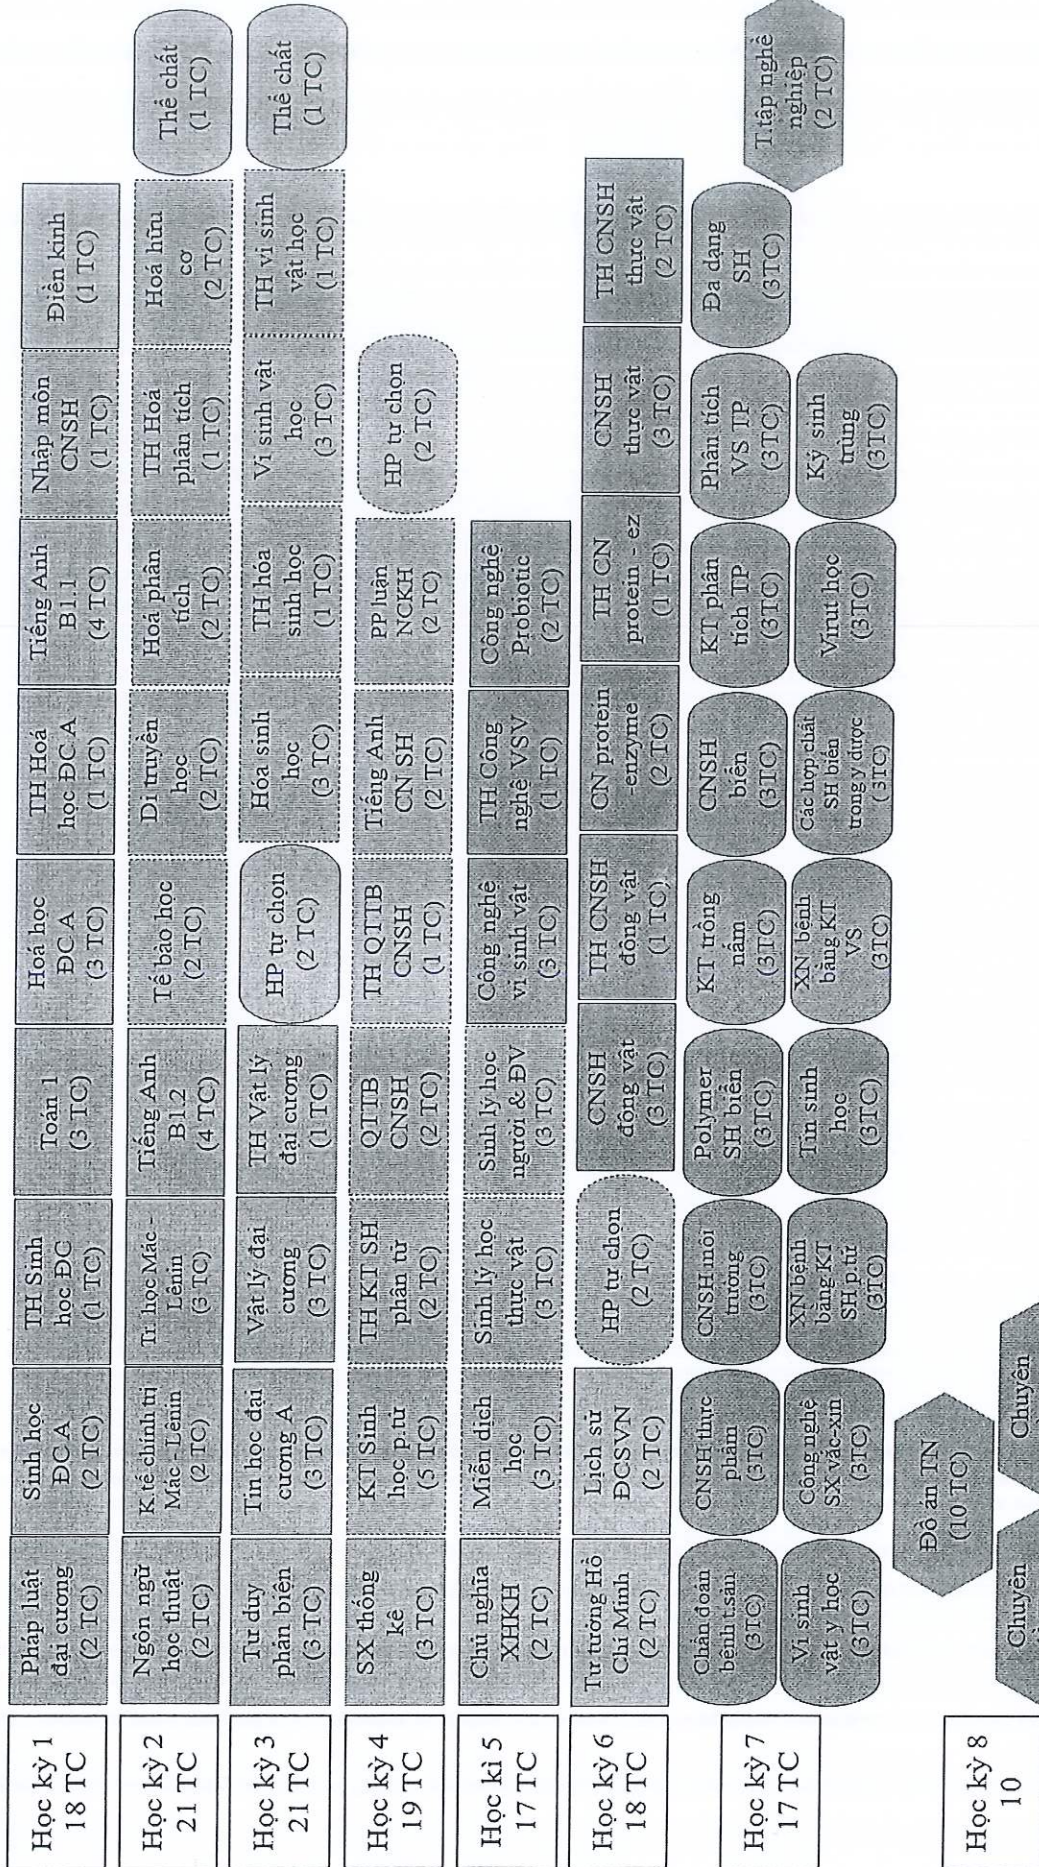 Học kỳ 1
18 TC
Pháp luật
đại cương
(2 TC)
Sinh học
ĐC.A
(2 TC)
TH Sinh
học ĐC
(1 TC)
Toán 1
(3 TC)
Hoá học
ĐC.A
(3 TC)
TH Hoá
học ĐC.A
(1 TC)
Tiếng Anh
B1.1
(4 TC)
Nhập môn
CNSH
(1 TC)
Điền kinh
(1 TC)
Học kỳ 2
21 TC
Ngôn ngữ
học thuật
(2 TC)
K.tế chính trị
Mác - Lênin
(2 TC)
Tr. học Mác-
Lênin
(3 TC)
Tiếng Anh
B1.2
(4 TC)
Tế bào học
(2 TC)
Di truyền
học
(2 TC)
Hoá phân
tích
(2 TC)
TH Hoá
phân tích
(1 TC)
Hoá hữu
cơ
(2 TC)
Thể chất
(1 TC)
Học kỳ 3
21 TC
Tư duy
phản biện
(3 TC)
Tin học đại
cương A
(3 TC)
Vật lý đại
cương
(3 TC)
TH Vật lý
đại cương
(1 TC)
HP tự chọn
(2 TC)
Hóa sinh
học
(3 TC)
TH hóa
sinh học
(1 TC)
Vi sinh vật
học
(3 TC)
TH vi sinh
vật học
(1 TC)
Thể chất
(1 TC)
Học kỳ 4
19 TC
SX thống
kê
(3 TC)
KT Sinh
học p.tử
(5 TC)
TH KT SH
phân tử
(2 TC)
QTTB
CNSH
(2 TC)
TH QTTB
CNSH
(1 TC)
Tiếng Anh
CN SH
(2 TC)
PP luận
NCKH
(2 TC)
HP tự chọn
(2 TC)
Học kì 5
17 TC
Chủ nghĩa
XHKH
(2 TC)
Miễn dịch
học
(3 TC)
Sinh lý học
thực vật
(3 TC)
Sinh lý học
người & ĐV
(3 TC)
Công nghệ
vi sinh vật
(3 TC)
TH Công
nghệ VSV
(1 TC)
Công nghệ
Probiotic
(2 TC)
Học kỳ 6
18 TC
Tư tưởng Hồ
Chí Minh
(2 TC)
Lịch sử
ĐCSVN
(2 TC)
HP tự chọn
(2 TC)
CNSH
động vật
(3 TC)
TH CNSH
động vật
(1 TC)
CN protein
-enzyme
(2 TC)
TH CN
protein - ez
(1 TC)
CNSH
thực vật
(3 TC)
TH CNSH
thực vật
(2 TC)
Học kỳ 7
17 TC
Chẩn đoán
bệnh t.sản
(3TC)
CNSH thực
phẩm
(3TC)
CNSH môi
trường
(3TC)
Polymer
SH biển
(3TC)
KT trồng
nấm
(3TC)
CNSH
biển
(3TC)
KT phân
tích TP
(3TC)
Phân tích
VS TP
(3TC)
Đa dạng
SH
(3TC)
T.tập nghề
nghiệp
(2 TC)
Vi sinh
vật y học
(3TC)
Công nghệ
SX vắc-xin
(3TC)
XN bệnh
bằng KT
SH p.tử
(3TC)
Tin sinh
học
(3TC)
XN bệnh
bằng KT
VS
(3TC)
Các hợp chất
SH biển
trong y dược
( 3TC)
Virut học
(3TC)
Ký sinh
trùng
(3TC)
Học kỳ 8
10
Đồ án TN
(10 TC)
Chuyên
Chuyên